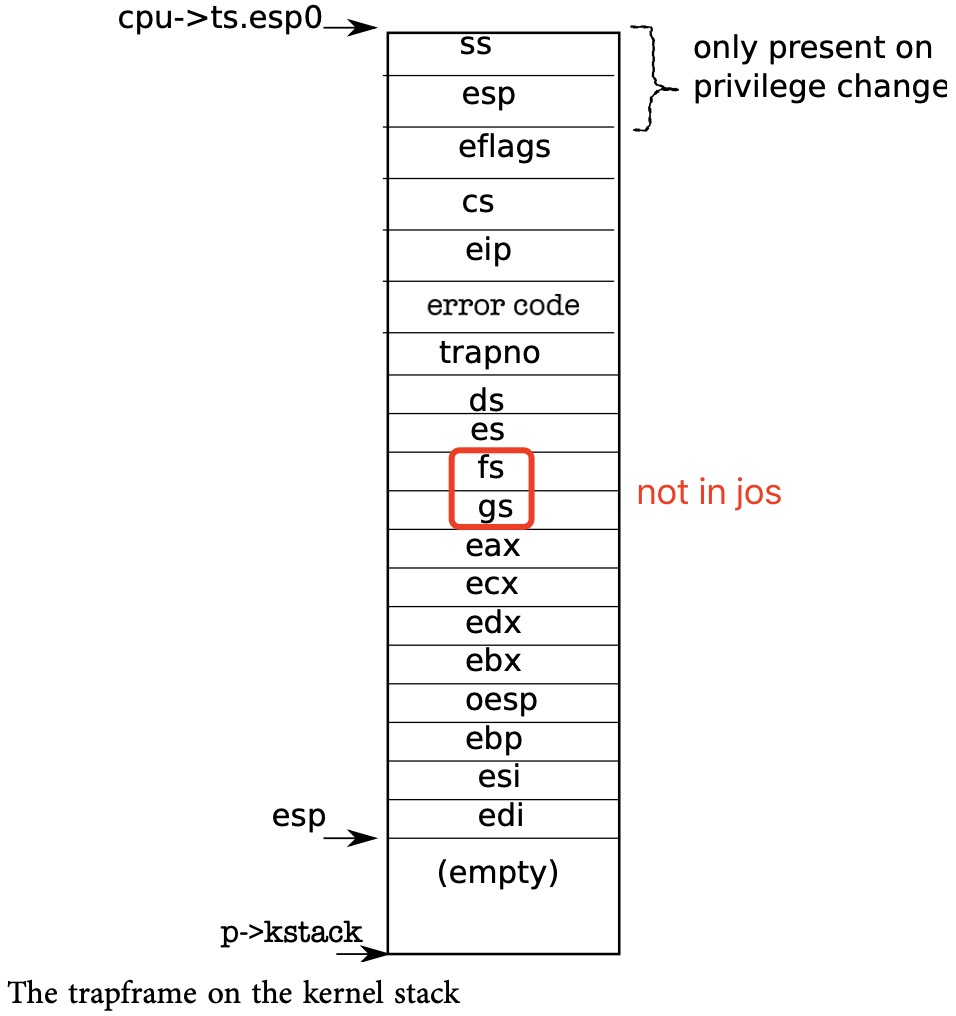 cpu->ts.esp0
ss
only present on
privilege change
esp
eflags
cs
eip
error code
trapno
ds
es
fs
gs
not in jos
eax
ecx
edx
ebx
oesp
ebp
esi
edi
esp
(empty)
p->kstack
The trapframe on the kernel stack